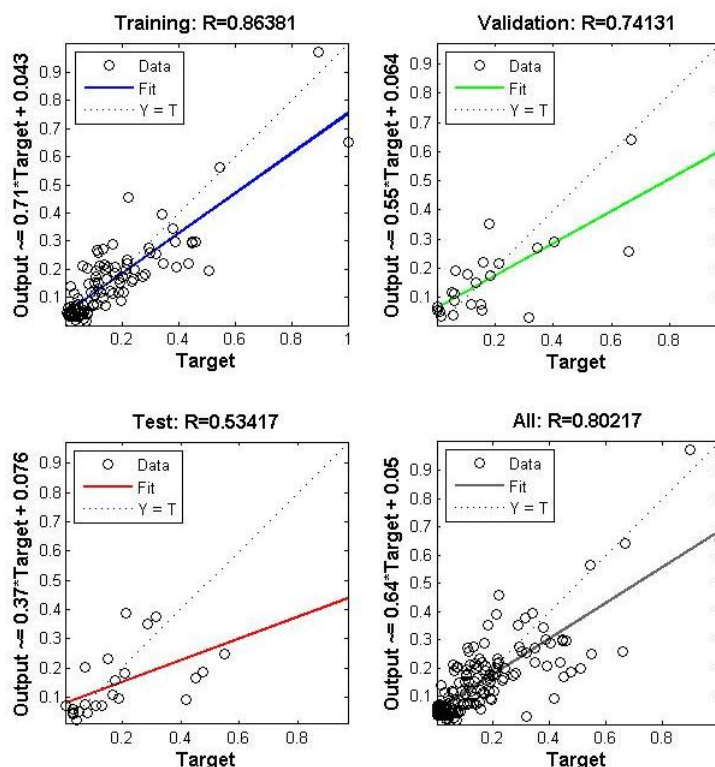 Training: R=0.86381
Output ~= 0.71*Target + 0.043
0.9
0.8
0.7
0.6
0.5
0.4
0.3
0.2
0.1
Data
Fit
Y = T
0.2
0.4
0.6
0.8
1
Target
Validation: R=0.74131
Output ~= 0.55*Target + 0.064
0.9
0.8
0.7
0.6
0.5
0.4
0.3
0.2
0.1
Data
Fit
Y = T
0.2
0.4
0.6
0.8
Target
Test: R=0.53417
Output ~= 0.37*Target + 0.076
0.9
0.8
0.7
0.6
0.5
0.4
0.3
0.2
0.1
Data
Fit
Y = T
0.2
0.4
0.6
0.8
Target
All: R=0.80217
Output ~= 0.64*Target + 0.05
0.9
0.8
0.7
0.6
0.5
0.4
0.3
0.2
0.1
Data
Fit
Y = T
0.2
0.4
0.6
0.8
Target